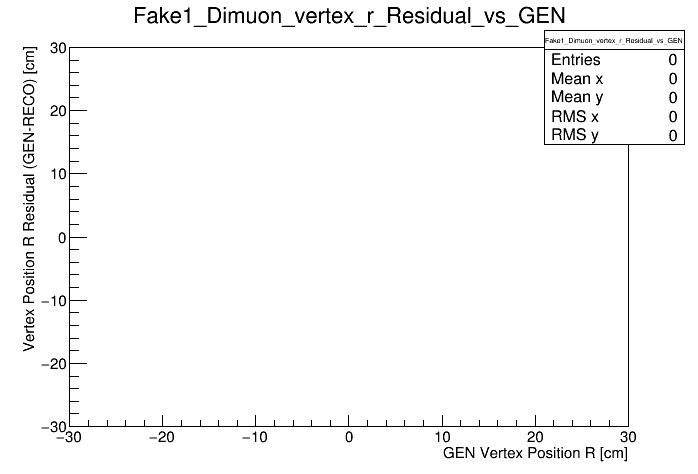 Fake1_Dimuon_vertex_r_Residual_vs_GEN
Fake1_Dimuon_vertex_r_Residual_vs_GEN
Entries 0
Mean x 0
Mean y 0
RMS x 0
RMS y 0
Vertex Position R Residual (GEN-RECO) [cm]
30
20
10
0
−10
−20
−30
−30 −20 −10 0 10 20 30
GEN Vertex Position R [cm]